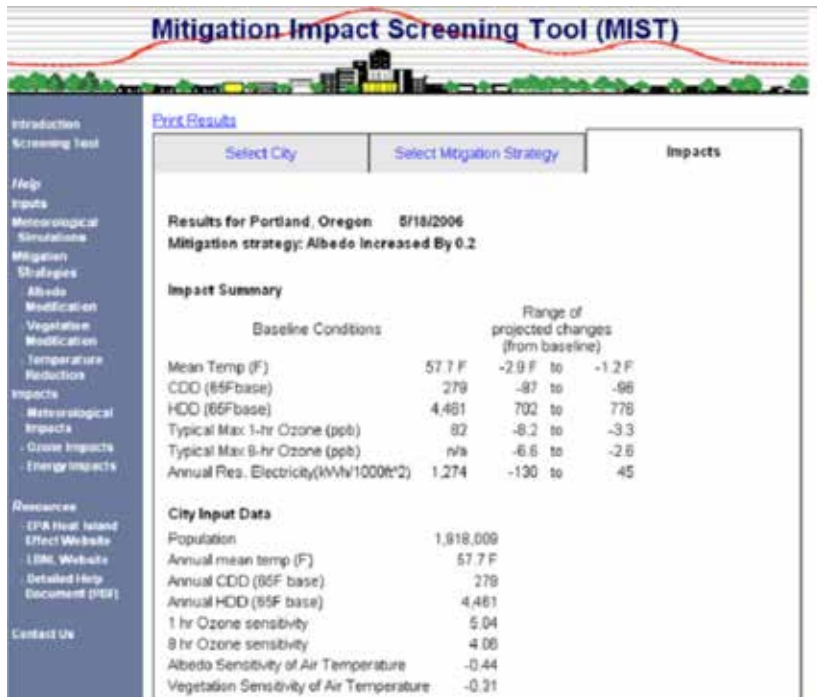 Mitigation Impact Screening Tool (MIST)
Introduction
Screening Tool
Help
Inputs
Meteorological
Simulations
Mitigation
Strategies
- Albedo
Modification
- Vegetation
Modification
- Temperature
Reduction
Impacts
- Meteorological
Impacts
- Ozone Impacts
- Energy Impacts
Resources
- EPA Heat Island
Effect Website
- LBNL Website
- Detailed Help
Document (PDF)
Contact Us
Print Results
Select City Select Mitigation Strategy Impacts
Results for Portland, Oregon 5/18/2006
Mitigation strategy: Albedo Increased By 0.2
Impact Summary
Baseline Conditions
Range of
projected changes
(from baseline)
Mean Temp (F) 57.7 F -2.9 F to -1.2 F
CDD (65Fbase) 279 -87 to -96
HDD (65Fbase) 4,461 702 to 776
Typical Max 1-hr Ozone (ppb) 82 -8.2 to -3.3
Typical Max 8-hr Ozone (ppb) n/a -6.6 to -2.6
Annual Res. Electricity(kWh/1000ft^2) 1,274 -130 to 45
City Input Data
Population 1,918,009
Annual mean temp (F) 57.7 F
Annual CDD (65F base) 279
Annual HDD (65F base) 4,461
1 hr Ozone sensitivity 5.04
8 hr Ozone sensitivity 4.06
Albedo Sensitivity of Air Temperature -0.44
Vegetation Sensitivity of Air Temperature -0.31